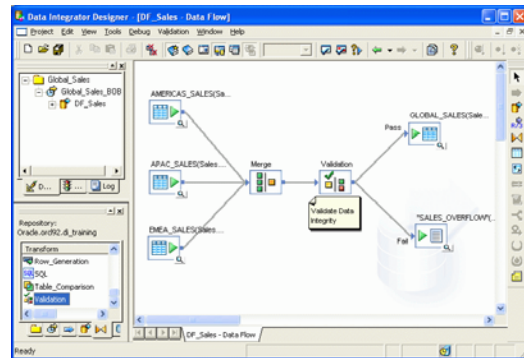 Data Integrator Designer - [DF_Sales - Data Flow]
Project Edit View Tools Debug Validation Window Help
Global_Sales
Global_Sales_BOB
DF_Sales
D...
Log
Repository:
Oracle.orcl92.di_training
Transform
Row_Generation
SQL
Table_Comparison
Validation
AMERICAS_SALES(Sa...
APAC_SALES(Sales....
EMEA_SALES(Sales....
Merge
Validation
Validate Data
Integrity
Pass
GLOBAL_SALES(Sale...
Fail
"SALES_OVERFLOW"(...
DF_Sales - Data Flow
Ready